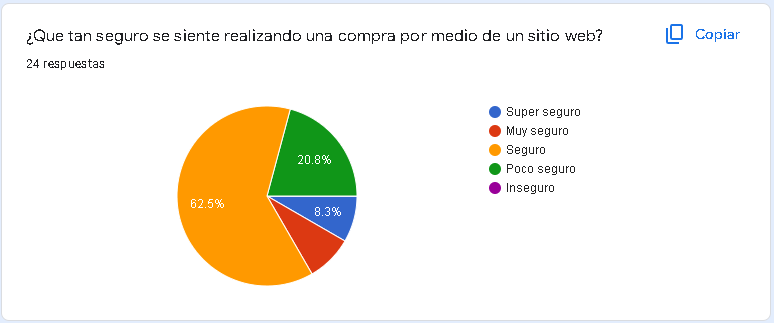 ¿Que tan seguro se siente realizando una compra por medio de un sitio web?
Copiar
24 respuestas
20.8%
62.5%
8.3%
Super seguro
Muy seguro
Seguro
Poco seguro
Inseguro